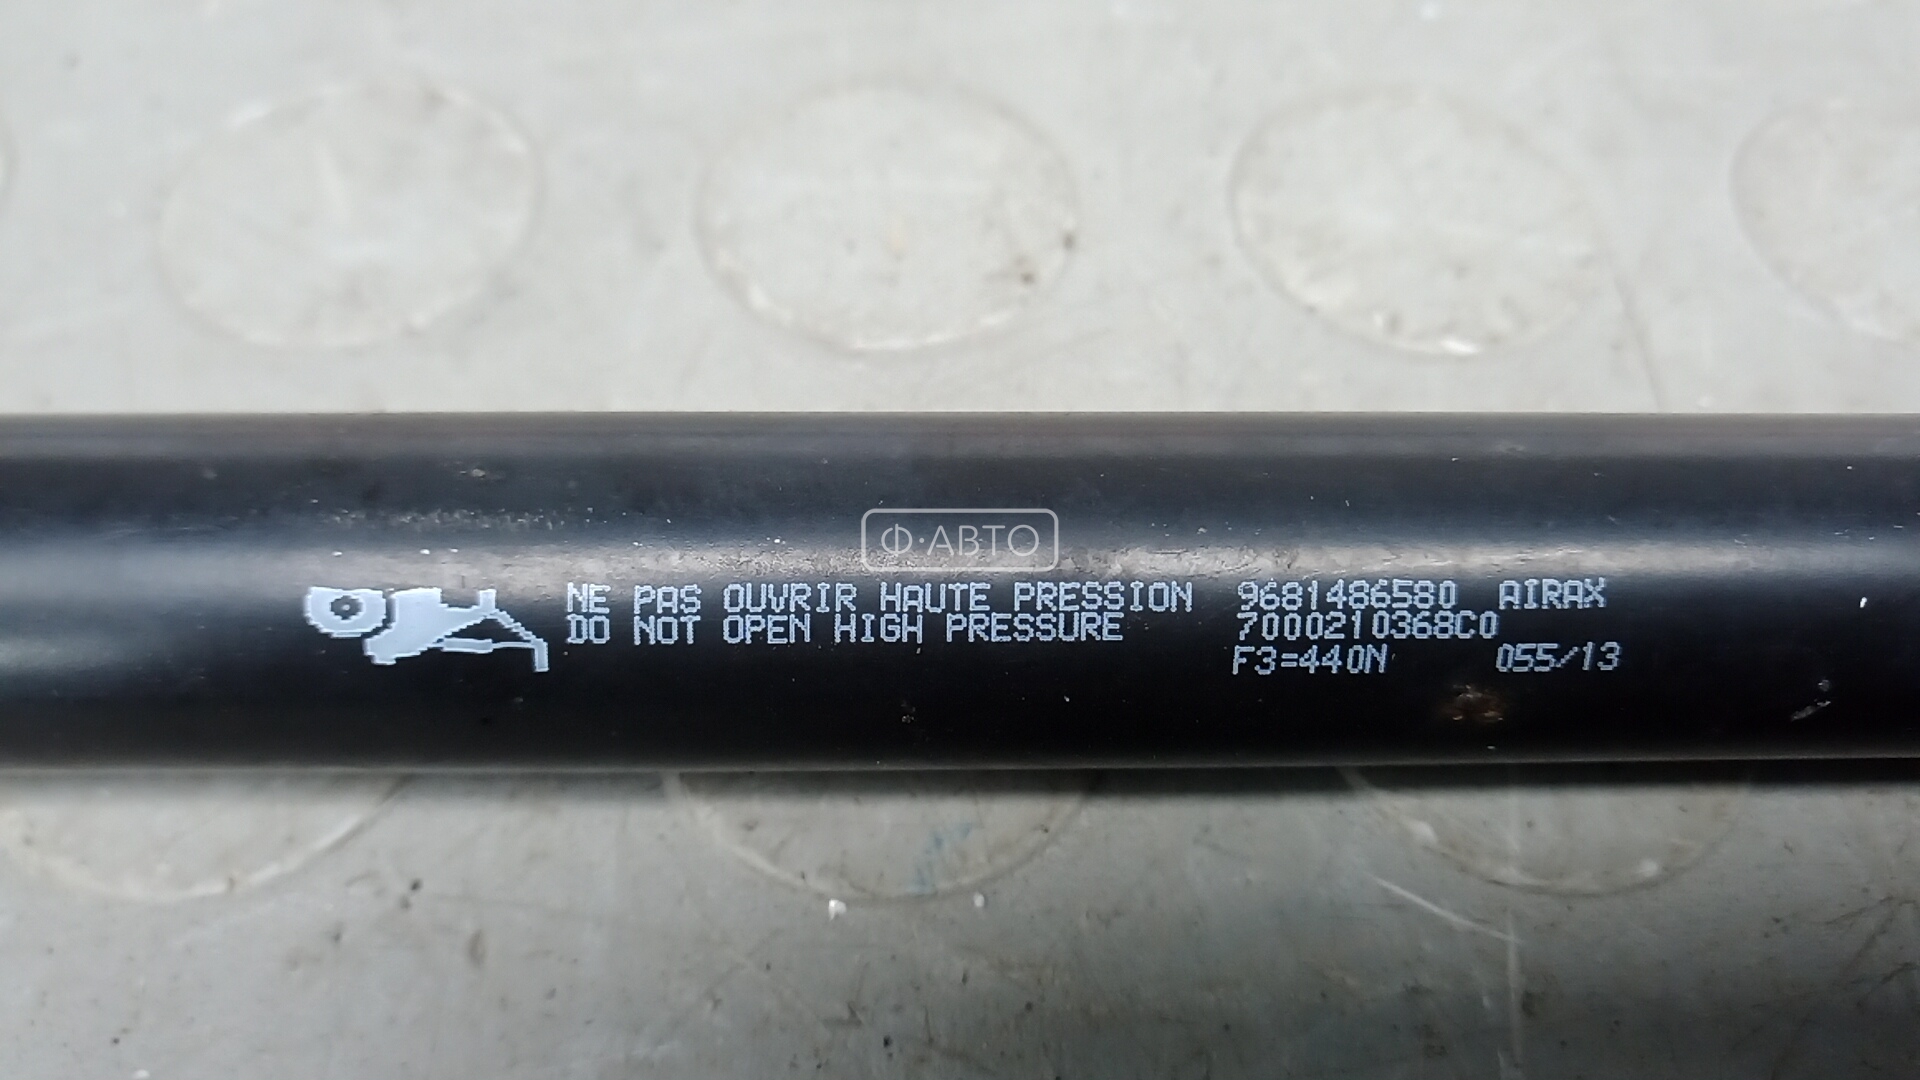 Ф·АВТО
NE PAS OUVRIR HAUTE PRESSION 9681486580 AIRAX
DO NOT OPEN HIGH PRESSURE 7000210368C0
F3=440N 055/13